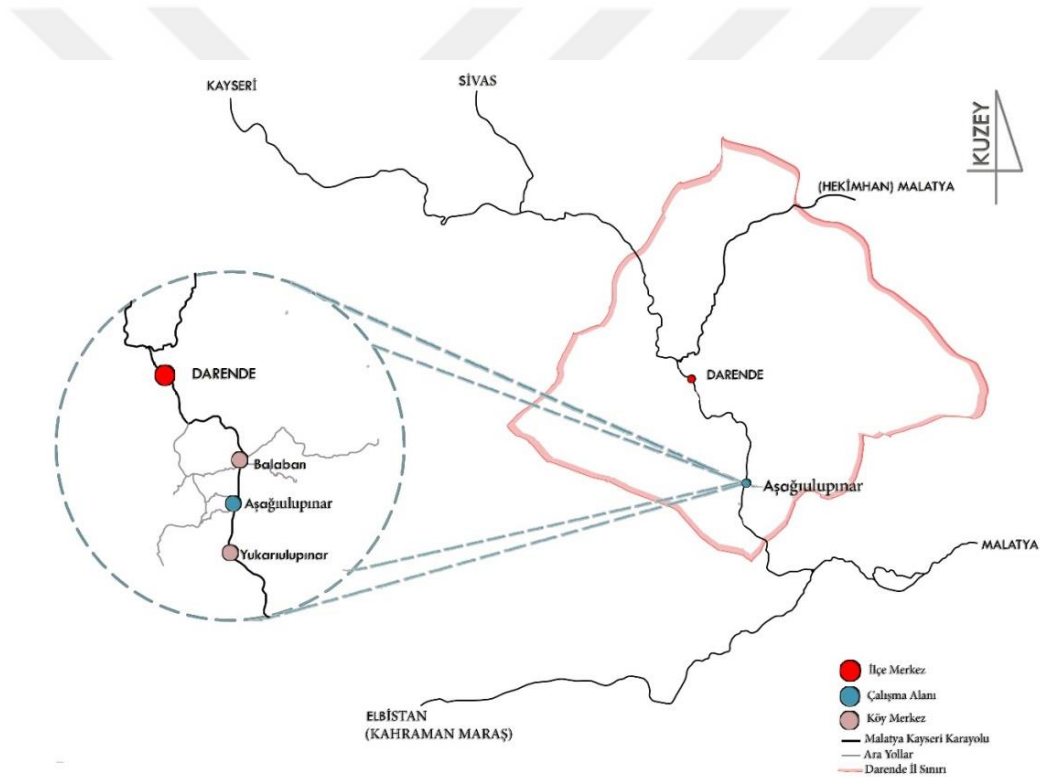 SİVAS
KAYSERİ
KUZEY
(HEKİMHAN) MALATYA
DARENDE
DARENDE
Balaban
Aşağıulupınar
Aşağıulupınar
Yukarıulupınar
MALATYA
ELBİSTAN
(KAHRAMAN MARAŞ)
İlçe Merkez
Çalışma Alanı
Köy Merkez
Malatya Kayseri Karayolu
Ara Yollar
Darende İl Sınırı